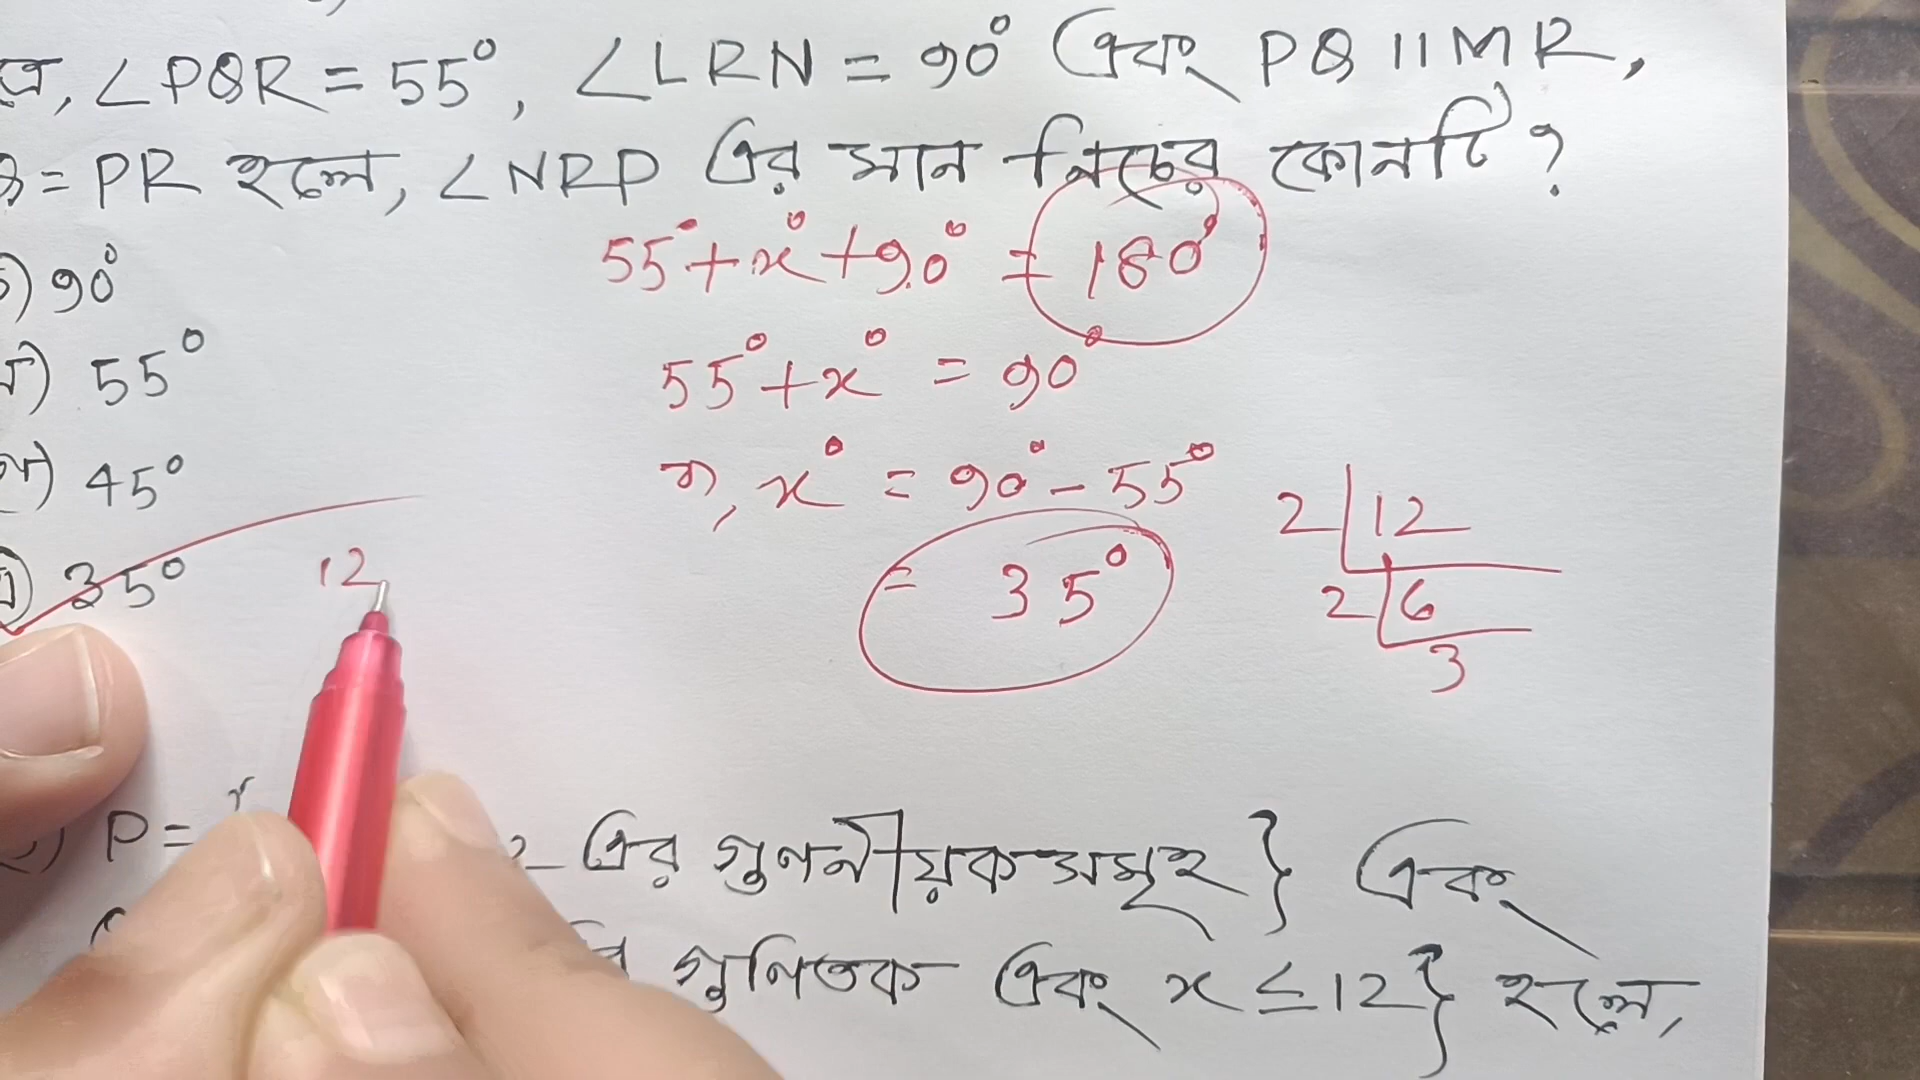 ত্রে, ∠PQR = 55°, ∠LRN = 90° এবং PQ || MR,
= PR হলে, ∠NRP এর মান নিচের কোনটি?
55° + x° + 90° = 180°
) 90°
55° + x° = 90°
) 55°
বা, x° = 90° - 55°
) 45°
= 35°
) 35°
12
2 | 12
2 | 6
3
P = এর গুণনীয়কসমূহ} এবং
গুণিতক এবং x ≤ 12} হলে,